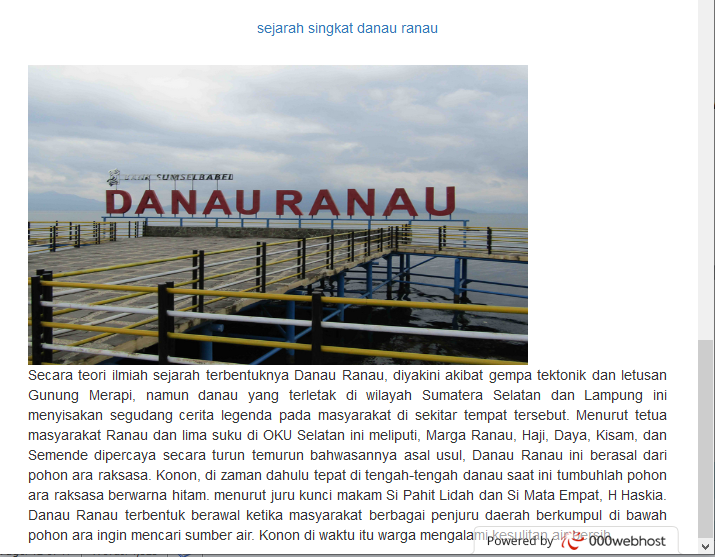 sejarah singkat danau ranau
BANK SUMSELBABEL
DANAU RANAU
Secara teori ilmiah sejarah terbentuknya Danau Ranau, diyakini akibat gempa tektonik dan letusan
Gunung Merapi, namun danau yang terletak di wilayah Sumatera Selatan dan Lampung ini
menyisakan segudang cerita legenda pada masyarakat di sekitar tempat tersebut. Menurut tetua
masyarakat Ranau dan lima suku di OKU Selatan ini meliputi, Marga Ranau, Haji, Daya, Kisam, dan
Semende dipercaya secara turun temurun bahwasannya asal usul, Danau Ranau ini berasal dari
pohon ara raksasa. Konon, di zaman dahulu tepat di tengah-tengah danau saat ini tumbuhlah pohon
ara raksasa berwarna hitam. menurut juru kunci makam Si Pahit Lidah dan Si Mata Empat, H Haskia.
Danau Ranau terbentuk berawal ketika masyarakat berbagai penjuru daerah berkumpul di bawah
pohon ara ingin mencari sumber air. Konon di waktu itu warga mengalami kesulitan air bersih
Powered by 000webhost